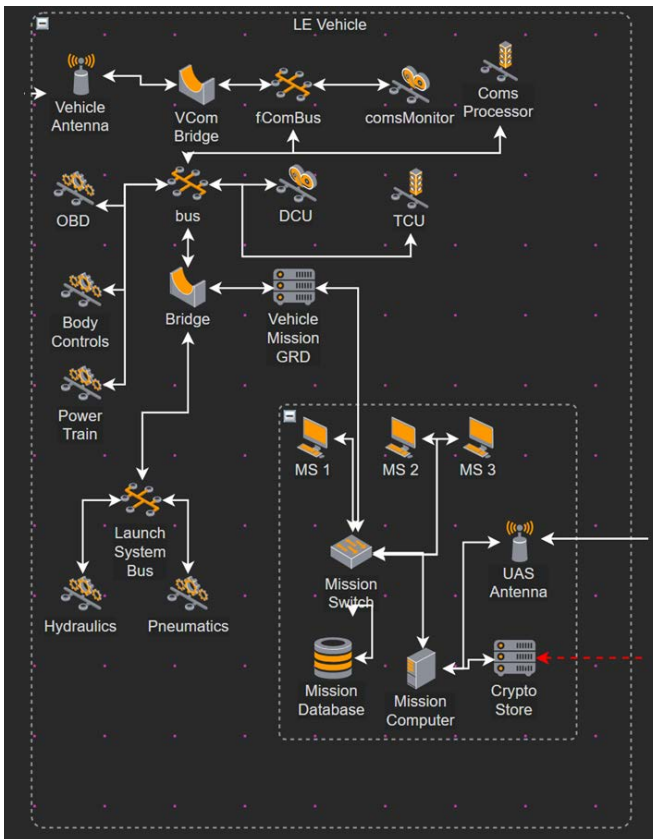 LE Vehicle
Vehicle
Antenna
VCom
Bridge
fComBus
comsMonitor
Coms
Processor
OBD
bus
DCU
TCU
Body
Controls
Bridge
Vehicle
Mission
GRD
Power
Train
MS 1
MS 2
MS 3
Launch
System
Bus
Mission
Switch
UAS
Antenna
Hydraulics
Pneumatics
Mission
Database
Mission
Computer
Crypto
Store